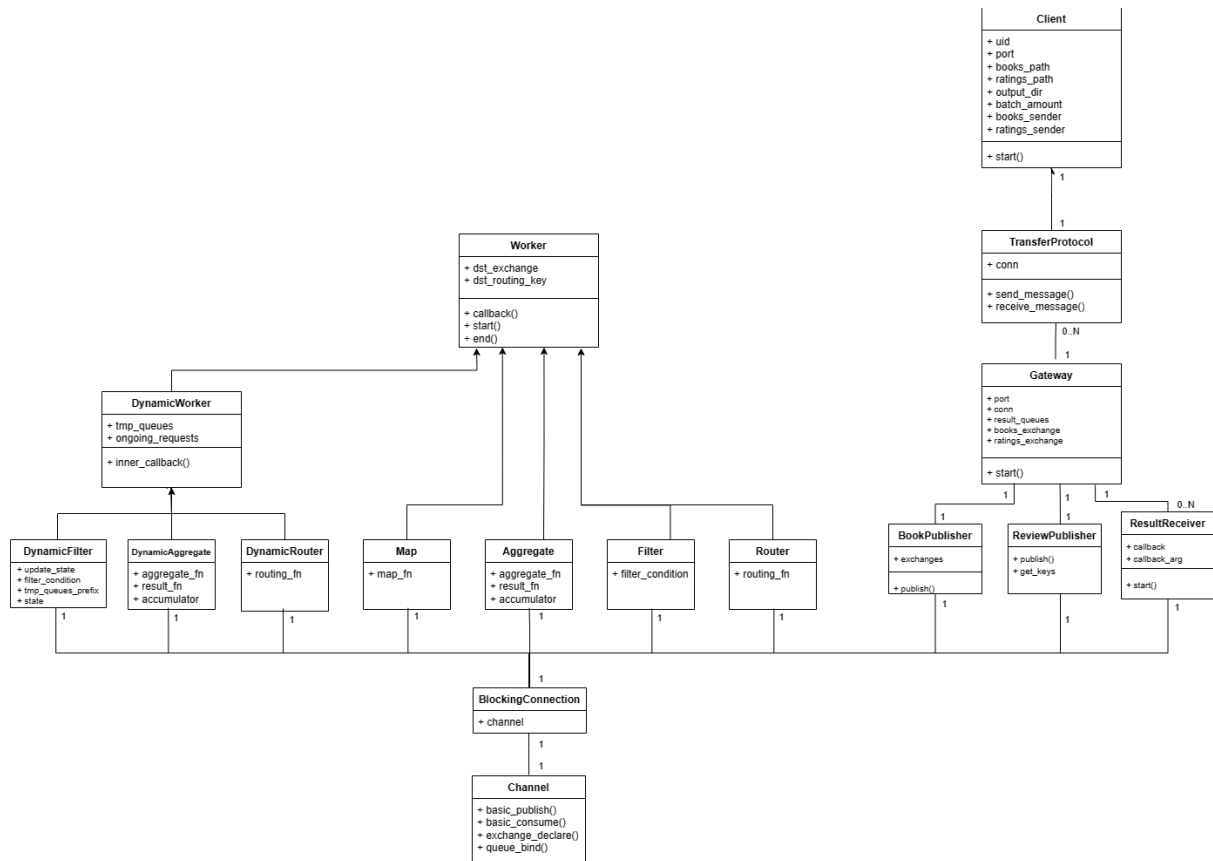 Client
+ uid
+ port
+ books_path
+ ratings_path
+ output_dir
+ batch_amount
+ books_sender
+ ratings_sender
+ start()
1
1
TransferProtocol
+ conn
+ send_message()
+ receive_message()
0..N
1
Gateway
+ port
+ conn
+ result_queues
+ books_exchange
+ ratings_exchange
+ start()
1
1
1
1
1
0..N
BookPublisher
+ exchanges
+ publish()
1
ReviewPublisher
+ publish()
+ get_keys
1
ResultReceiver
+ callback
+ callback_arg
+ start()
1
Worker
+ dst_exchange
+ dst_routing_key
+ callback()
+ start()
+ end()
DynamicWorker
+ tmp_queues
+ ongoing_requests
+ inner_callback()
DynamicFilter
+ update_state
+ filter_condition
+ tmp_queues_prefix
+ state
1
DynamicAggregate
+ aggregate_fn
+ result_fn
+ accumulator
1
DynamicRouter
+ routing_fn
1
Map
+ map_fn
1
Aggregate
+ aggregate_fn
+ result_fn
+ accumulator
1
Filter
+ filter_condition
1
Router
+ routing_fn
1
1
BlockingConnection
+ channel
1
1
Channel
+ basic_publish()
+ basic_consume()
+ exchange_declare()
+ queue_bind()